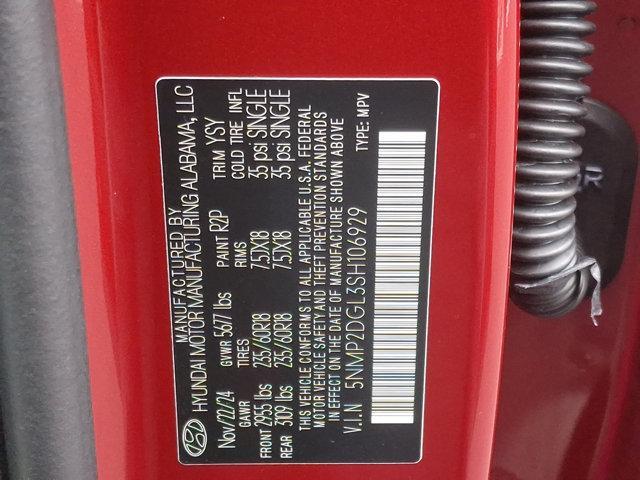 MANUFACTURED BY
HYUNDAI MOTOR MANUFACTURING ALABAMA, LLC
Nov/22/24 GVWR 5677 lbs PAINT R2P TRIM YSY
GAWR TIRES RIMS COLD TIRE INFL
FRONT 2955 lbs 235/60R18 7.5JX18 35 psi SINGLE
REAR 3109 lbs 235/60R18 7.5JX18 35 psi SINGLE
THIS VEHICLE CONFORMS TO ALL APPLICABLE U.S.A. FEDERAL
MOTOR VEHICLE SAFETY AND THEFT PREVENTION STANDARDS
IN EFFECT ON THE DATE OF MANUFACTURE SHOWN ABOVE
V.I.N 5NMP2DGL3SH106929 TYPE: MPV